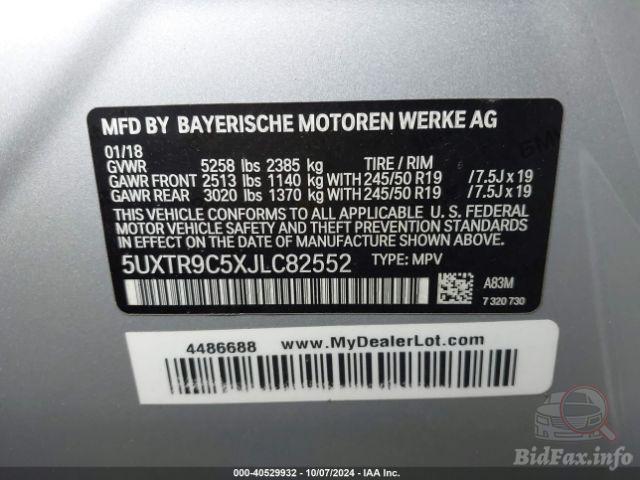 MFD BY BAYERISCHE MOTOREN WERKE AG
01/18
GVWR 5258 lbs 2385 kg TIRE / RIM
GAWR FRONT 2513 lbs 1140 kg WITH 245/50 R19 /7.5J x 19
GAWR REAR 3020 lbs 1370 kg WITH 245/50 R19 /7.5J x 19
THIS VEHICLE CONFORMS TO ALL APPLICABLE U. S. FEDERAL
MOTOR VEHICLE SAFETY AND THEFT PREVENTION STANDARDS
IN EFFECT ON THE DATE OF MANUFACTURE SHOWN ABOVE.
5UXTR9C5XJLC82552 TYPE: MPV
A83M
7 320 730
4486688 www.MyDealerLot.com
BidFax.info
000-40529932 - 10/07/2024 - IAA Inc.